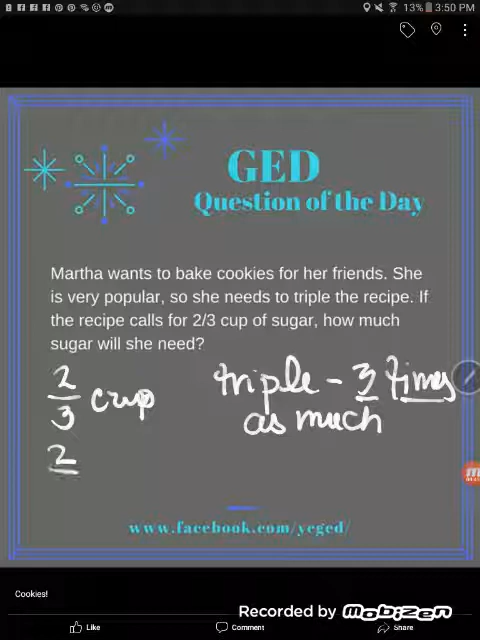 13% 3:50 PM
GED
Question of the Day
Martha wants to bake cookies for her friends. She
is very popular, so she needs to triple the recipe. If
the recipe calls for 2/3 cup of sugar, how much
sugar will she need?
2/3 cup
triple - 3 times
as much
2
www.facebook.com/yeged/
Cookies!
Recorded by Mobizen
Like Comment Share